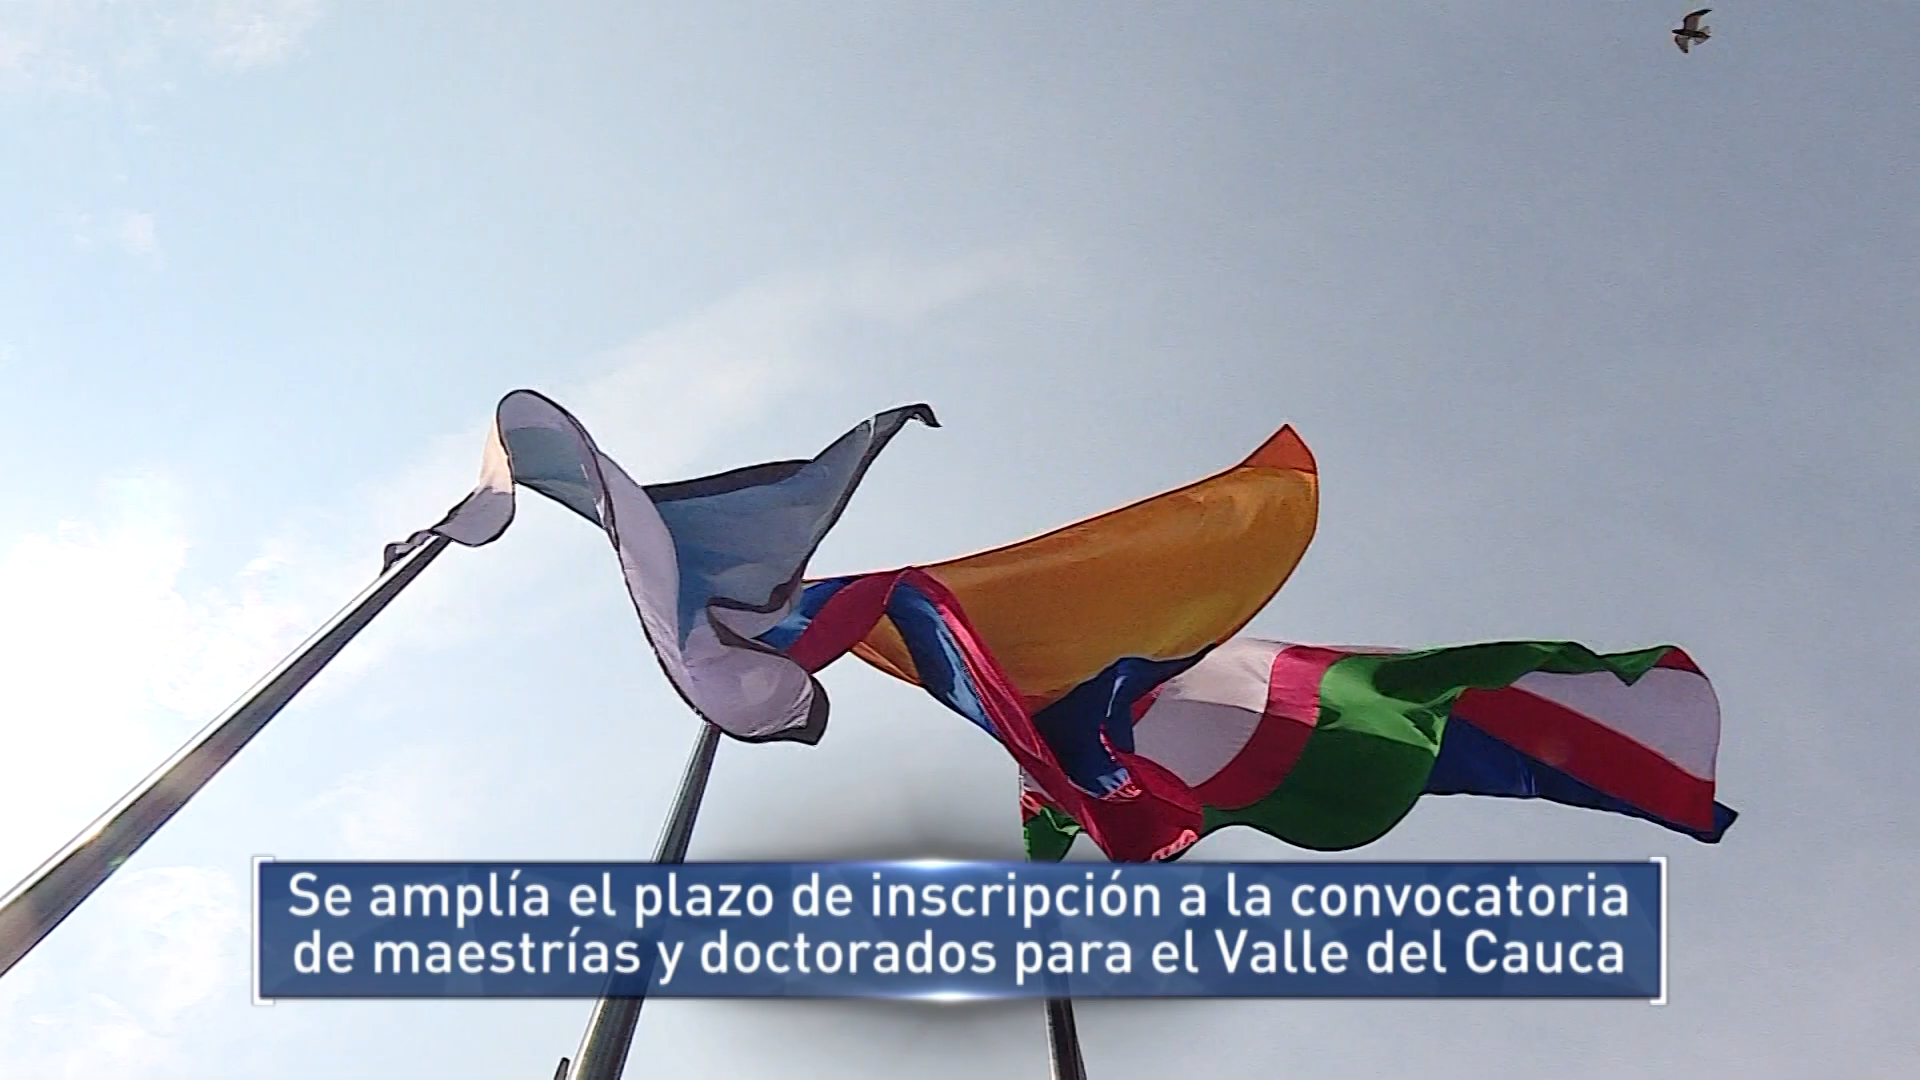 Se amplía el plazo de inscripción a la convocatoria
de maestrías y doctorados para el Valle del Cauca